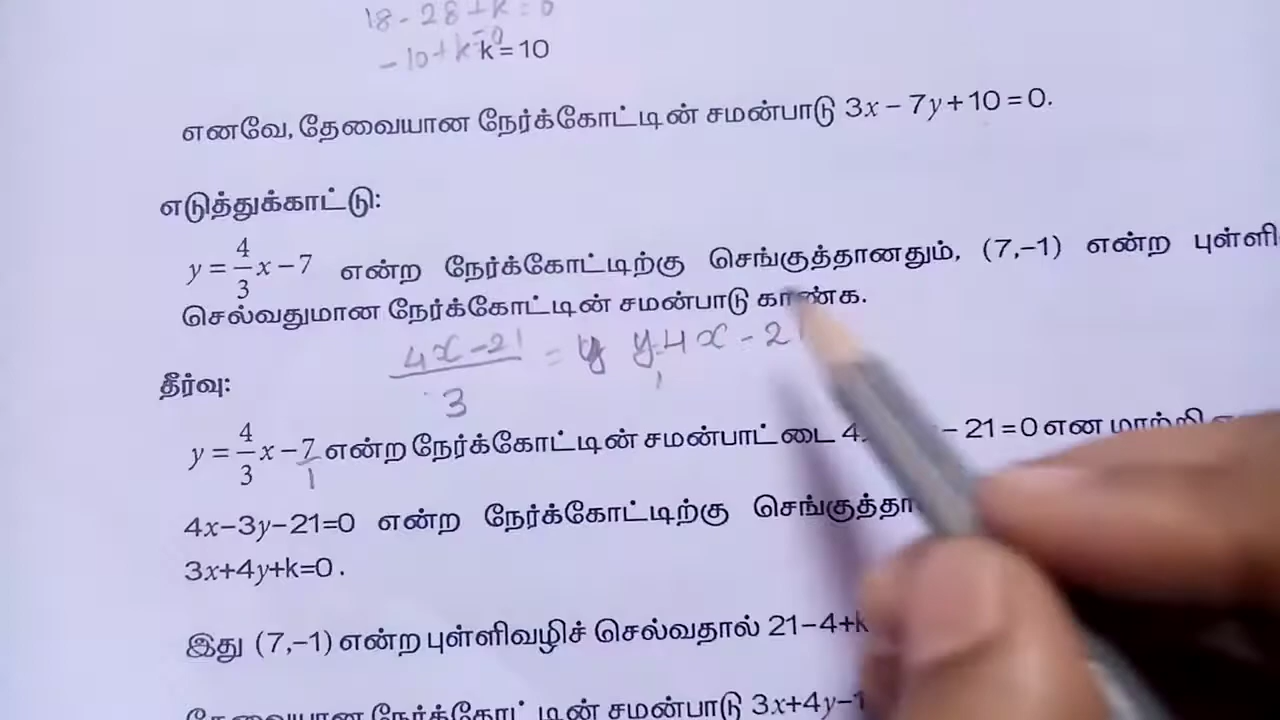 18 - 28 + k = 0
- 10 + k = 0 k = 10
எனவே, தேவையான நேர்க்கோட்டின் சமன்பாடு 3x − 7y + 10 = 0.
எடுத்துக்காட்டு:
y = 4/3 x − 7 என்ற நேர்க்கோட்டிற்கு செங்குத்தானதும், (7,−1) என்ற புள்ளி
செல்வதுமான நேர்க்கோட்டின் சமன்பாடு காண்க.
4x - 21 / 3 = y y 4x - 21
தீர்வு:
y = 4/3 x − 7/1 என்ற நேர்க்கோட்டின் சமன்பாட்டை 4 − 21 = 0 என மாற்றி
4x−3y−21=0 என்ற நேர்க்கோட்டிற்கு
3x+4y+k=0.
இது (7,−1) என்ற புள்ளிவழிச் செல்வதால் 21−4+k
தேவையான நேர்க்கோட்டின் சமன்பாடு 3x+4y−1